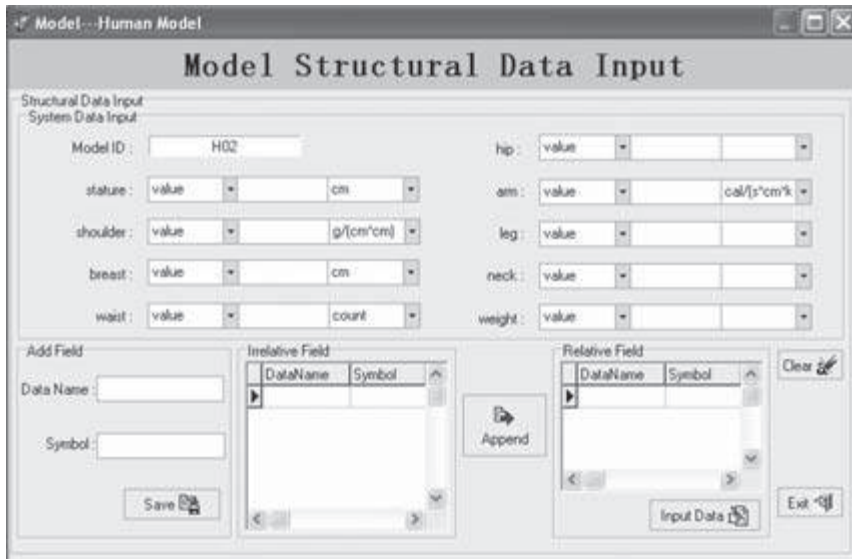 Model---Human Model
Model Structural Data Input
Structural Data Input
System Data Input
Model ID : H02
hip : value
stature : value cm
arm : value cal/(s*cm*k
shoulder : value g/(cm*cm)
leg : value
breast : value cm
neck : value
waist : value count
weight : value
Add Field
Data Name :
Symbol :
Save
Irrelative Field
DataName Symbol
Append
Relative Field
DataName Symbol
Input Data
Clear
Exit